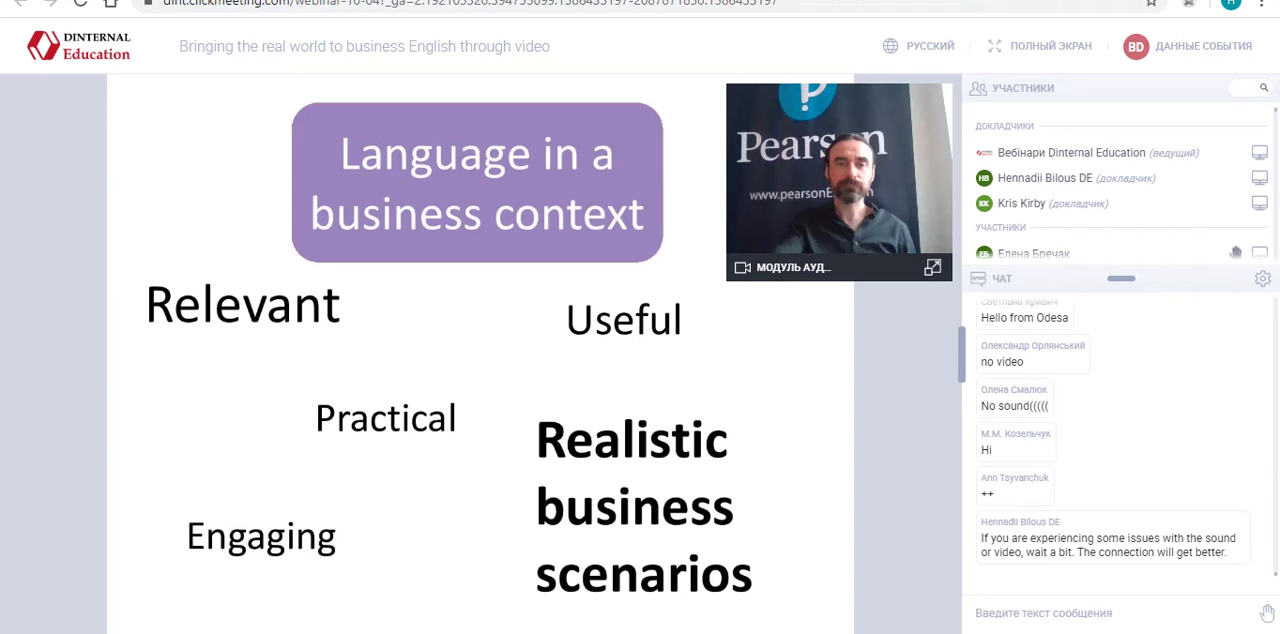 DINTERNAL
Education
Bringing the real world to business English through video
РУССКИЙ
ПОЛНЫЙ ЭКРАН
BD
ДАННЫЕ СОБЫТИЯ
Language in a
business context
Relevant
Useful
Practical
Realistic
business
scenarios
Engaging
Pearson
МОДУЛЬ АУД...
УЧАСТНИКИ
ДОКЛАДЧИКИ
Вебінари Dinternal Education (ведущий)
HB Hennadii Bilous DE (докладчик)
KK Kris Kirby (докладчик)
УЧАСТНИКИ
Елена Бречак
ЧАТ
Светлана Кривич
Hello from Odesa
Олександр Орлянський
no video
Олена Смалюк
No sound(((((
М.М. Козельчук
Hi
Ann Tsyvanchuk
++
Hennadii Bilous DE
If you are experiencing some issues with the sound
or video, wait a bit. The connection will get better.
Введите текст сообщения